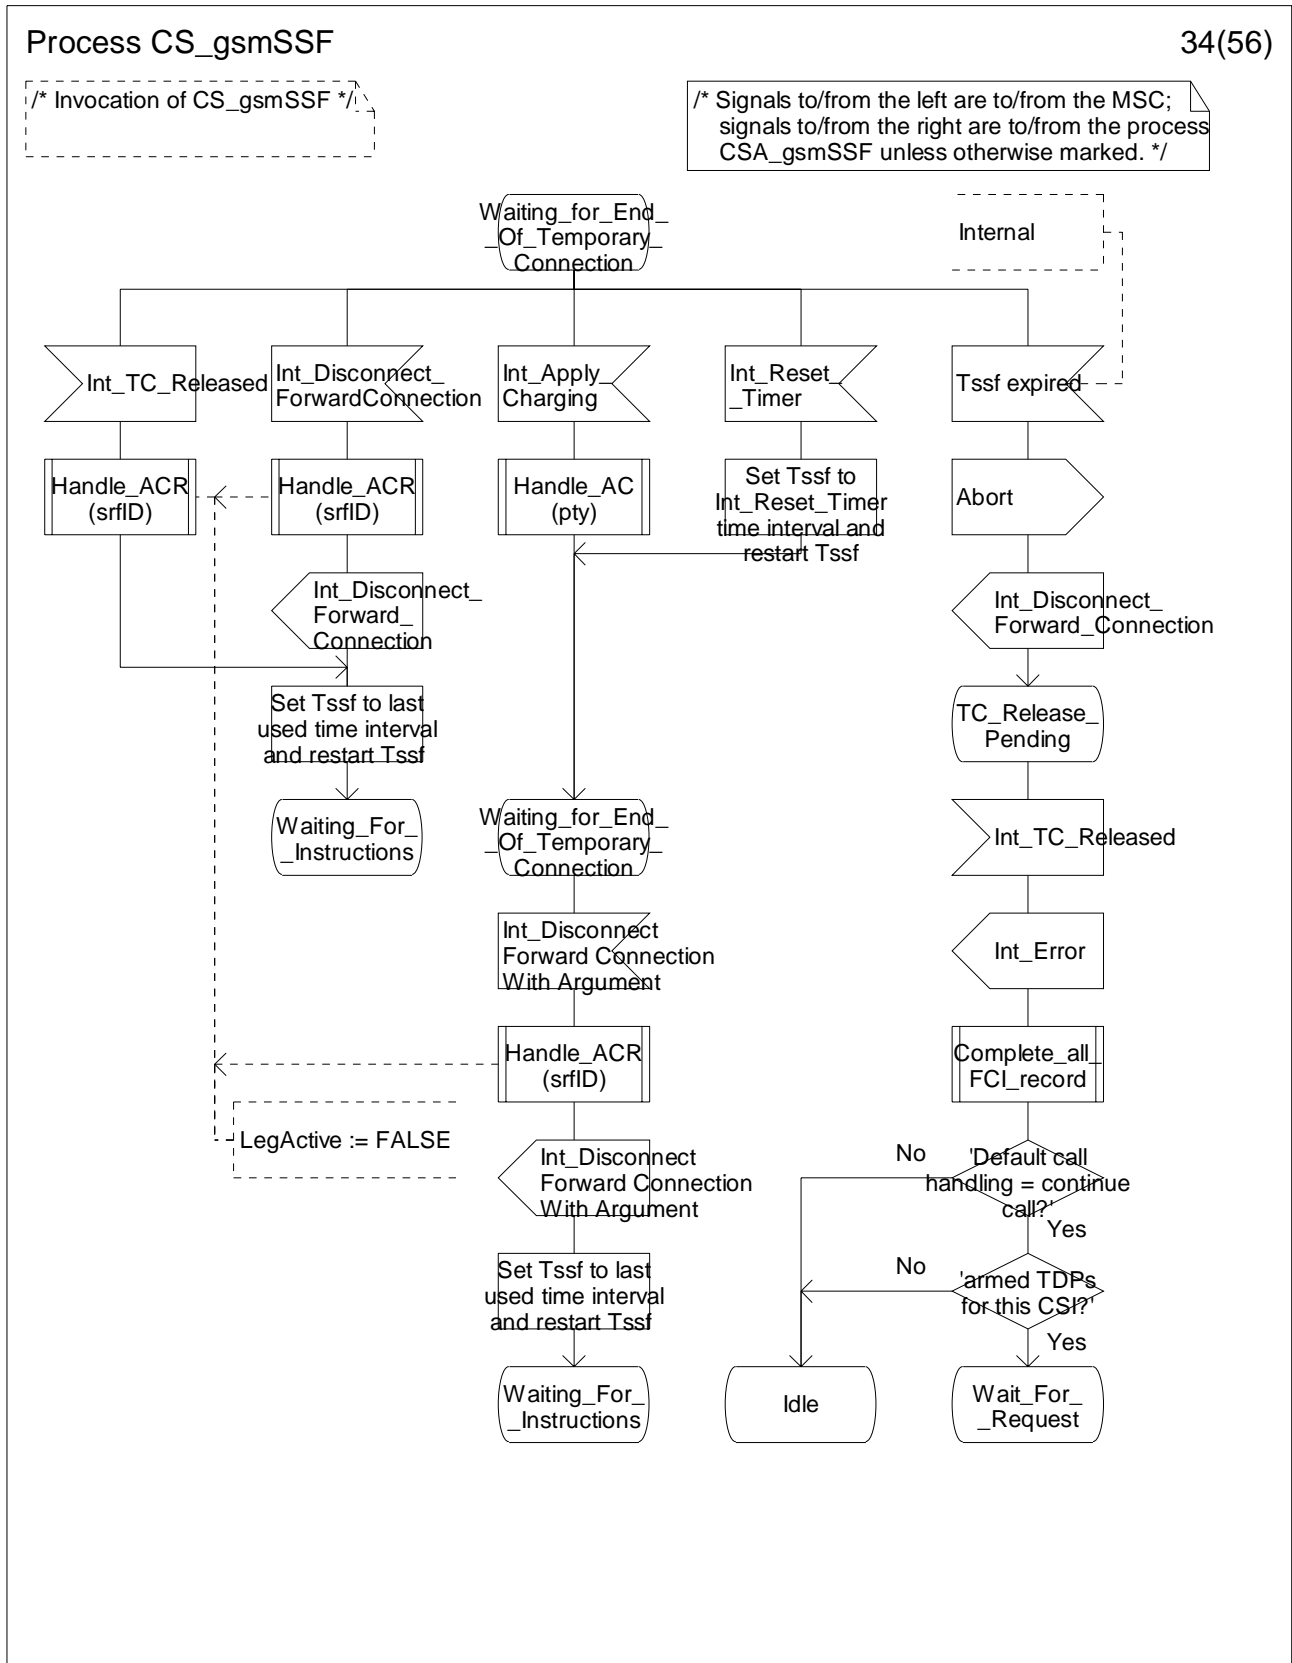 Process CS_gsmSSF
34(56)
/* Invocation of CS_gsmSSF */
/* Signals to/from the left are to/from the MSC;
signals to/from the right are to/from the process
CSA_gsmSSF unless otherwise marked. */
Waiting_for_End_
_Of_Temporary_
Connection
Internal
Int_TC_Released
Int_Disconnect_
ForwardConnection
Int_Apply_
Charging
Int_Reset_
_Timer
Tssf expired
Handle_ACR
(srfID)
Handle_ACR
(srfID)
Handle_AC
(pty)
Set Tssf to
Int_Reset_Timer
time interval and
restart Tssf
Abort
Int_Disconnect_
Forward_
Connection
Int_Disconnect_
Forward_Connection
Set Tssf to last
used time interval
and restart Tssf
TC_Release_
Pending
Waiting_For_
_Instructions
Waiting_for_End_
_Of_Temporary_
Connection
Int_TC_Released
Int_Disconnect
Forward Connection
With Argument
Int_Error
Handle_ACR
(srfID)
Complete_all_
FCI_record
LegActive := FALSE
Int_Disconnect
Forward Connection
With Argument
No
'Default call
handling = continue
call?'
Yes
Set Tssf to last
used time interval
and restart Tssf
No
'armed TDPs
for this CSI?'
Yes
Waiting_For_
_Instructions
Idle
Wait_For_
_Request